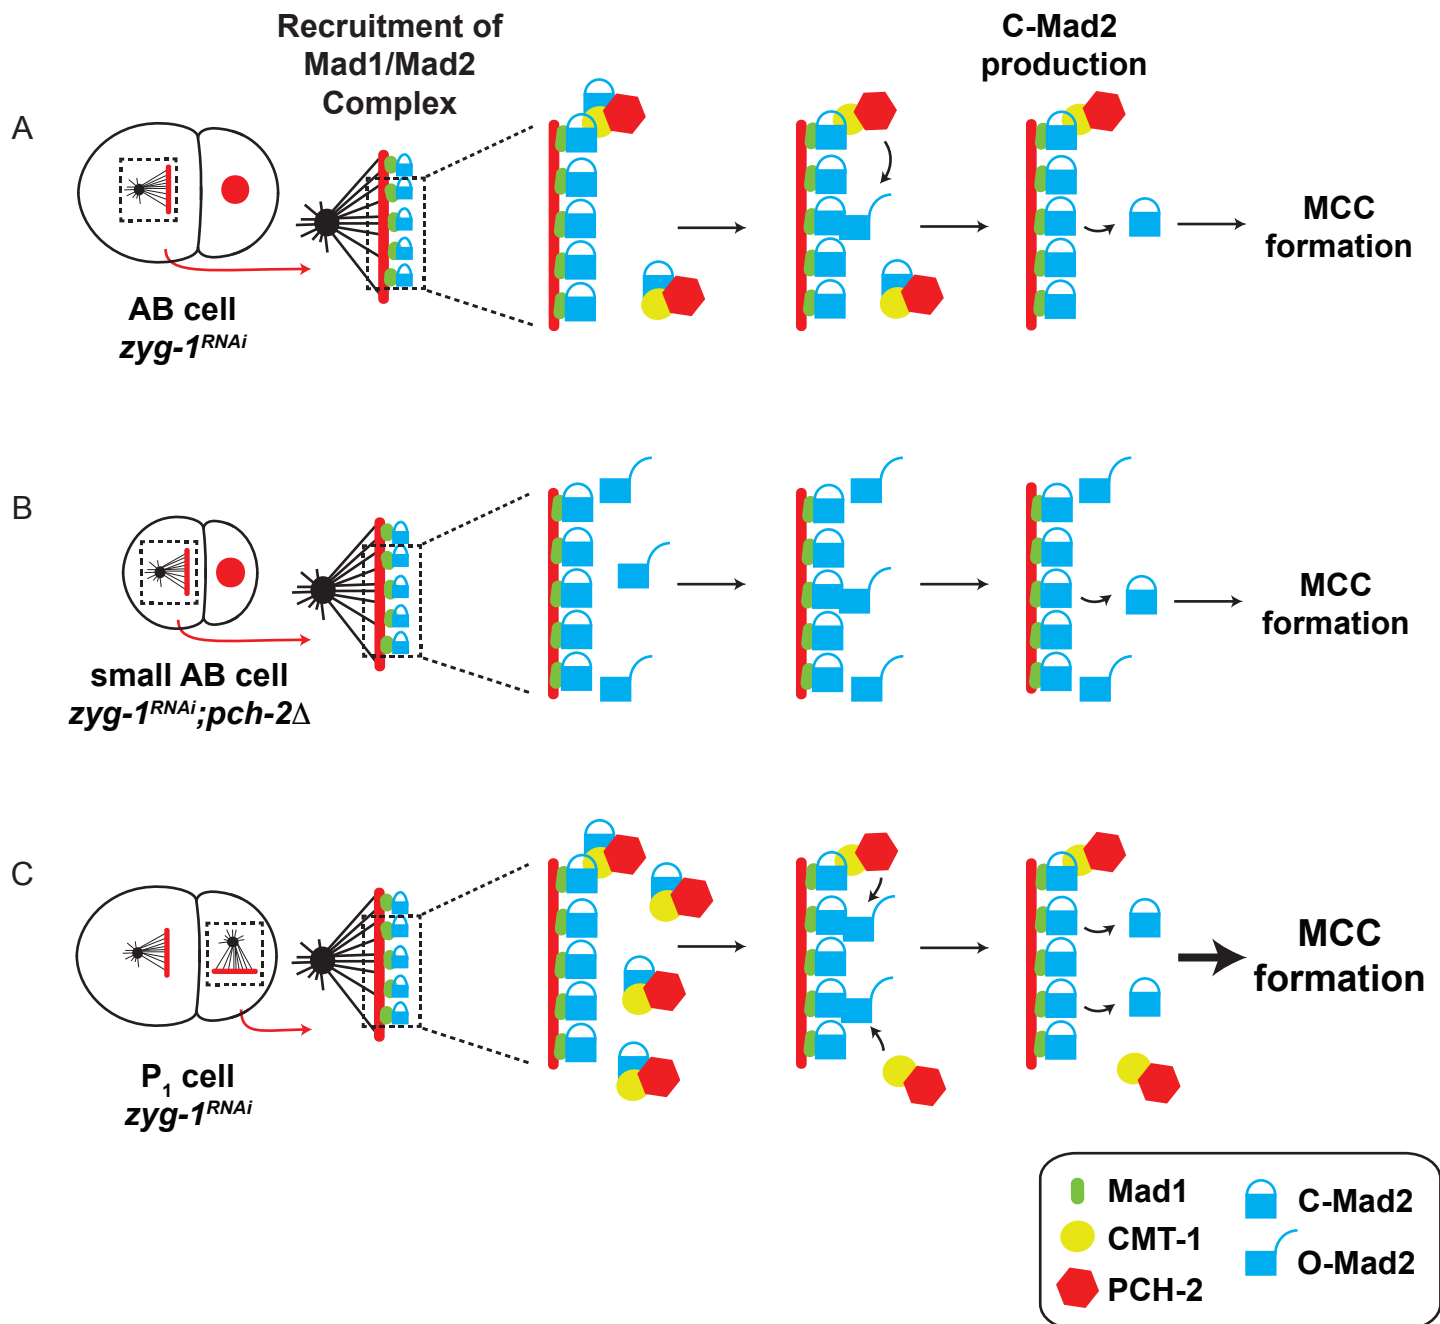 Recruitment of
Mad1/Mad2
Complex
C-Mad2
production
A
AB cell
zyg-1RNAi
MCC
formation
B
small AB cell
zyg-1RNAi;pch-2Δ
MCC
formation
C
P1 cell
zyg-1RNAi
MCC
formation
Mad1
CMT-1
PCH-2
C-Mad2
O-Mad2